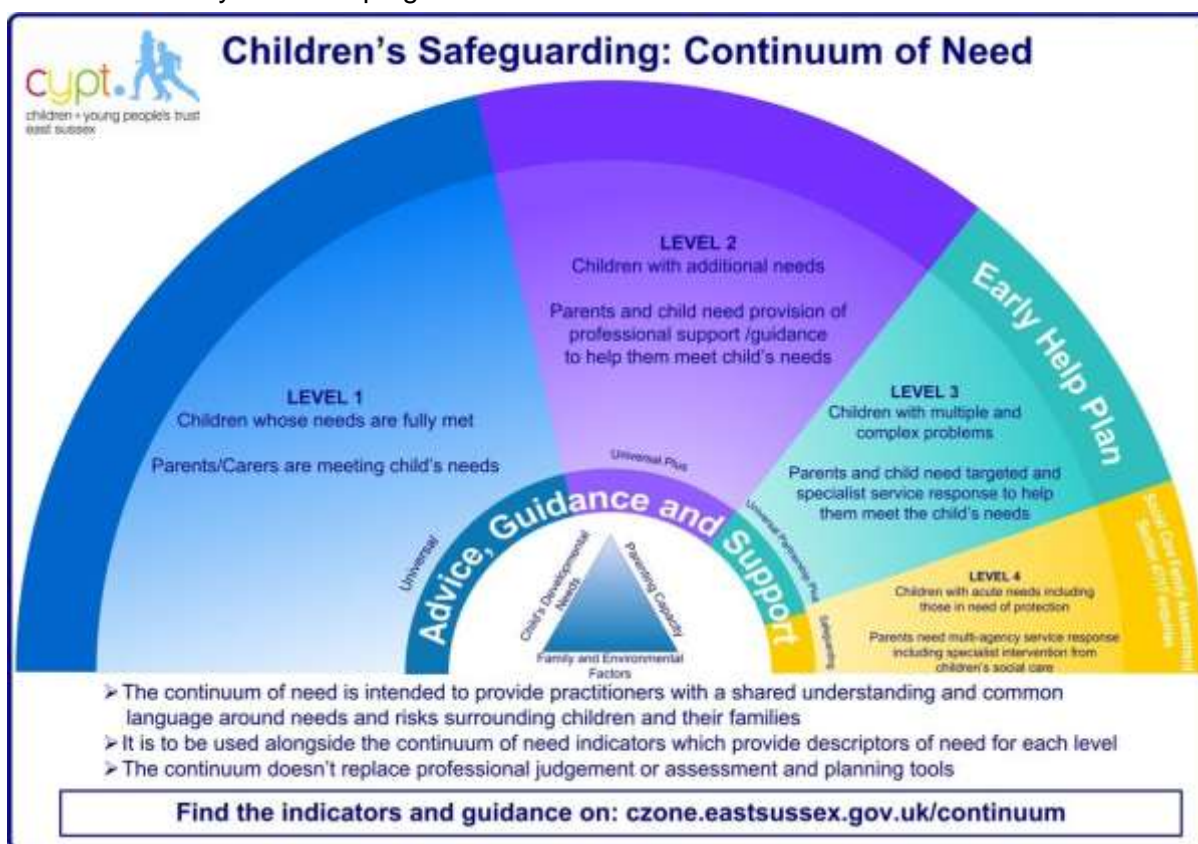 Children's Safeguarding: Continuum of Need
cypt.
children + young people's trust
east sussex
LEVEL 1
Children whose needs are fully met
Parents/Carers are meeting child's needs
LEVEL 2
Children with additional needs
Parents and child need provision of
professional support /guidance
to help them meet child's needs
LEVEL 3
Children with multiple and
complex problems
Parents and child need targeted and
specialist service response to help
them meet the child's needs
LEVEL 4
Children with acute needs including
those in need of protection
Parents need multi-agency service response
including specialist intervention from
children's social care
Early Help Plan
Social Care Family Assessment
Universal
Universal Plus
Universal Partnership Plus
Safeguarding
Advice, Guidance and Support
Child's Developmental
Needs
Parenting Capacity
Family and Environmental
Factors
➢ The continuum of need is intended to provide practitioners with a shared understanding and common
language around needs and risks surrounding children and their families
➢ It is to be used alongside the continuum of need indicators which provide descriptors of need for each level
➢ The continuum doesn't replace professional judgement or assessment and planning tools
Find the indicators and guidance on: czone.eastsussex.gov.uk/continuum